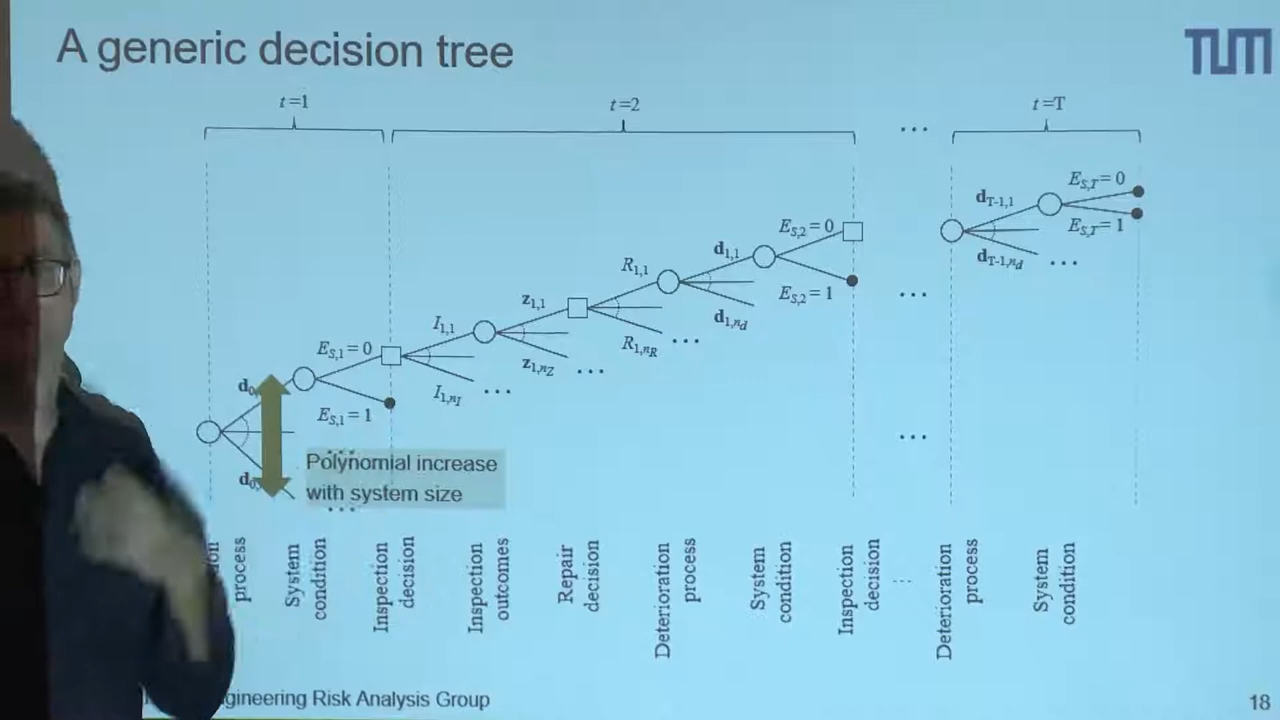 A generic decision tree
TUM
t=1
t=2
...
t=T
E_S,T = 0
d_T-1,1
E_S,T = 1
d_T-1,n_d
...
E_S,2 = 0
d_1,1
R_1,1
E_S,2 = 1
...
z_1,1
d_1,n_d
I_1,1
R_1,n_R
...
E_S,1 = 0
z_1,n_Z
...
d_0
I_1,n_I
...
E_S,1 = 1
...
Polynomial increase
with system size
d_0
...
process
System
condition
Inspection
decision
Inspection
outcomes
Repair
decision
Deterioration
process
System
condition
Inspection
decision
...
Deterioration
process
System
condition
gineering Risk Analysis Group
18